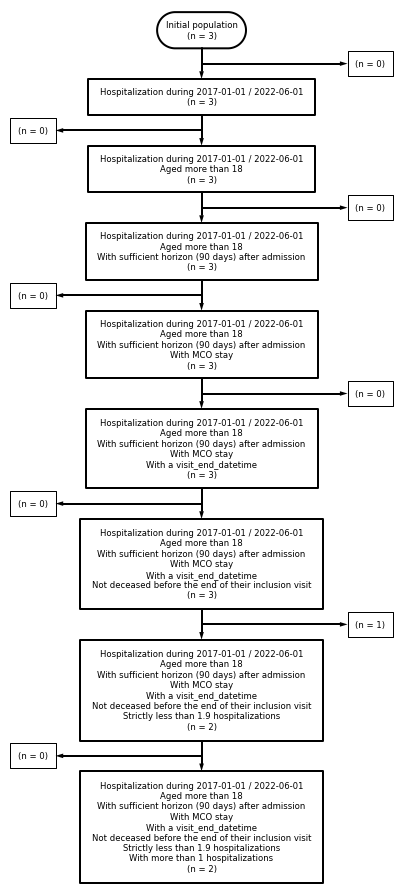 Initial population
(n = 3)
(n = 0)
Hospitalization during 2017-01-01 / 2022-06-01
(n = 3)
(n = 0)
Hospitalization during 2017-01-01 / 2022-06-01
Aged more than 18
(n = 3)
(n = 0)
Hospitalization during 2017-01-01 / 2022-06-01
Aged more than 18
With sufficient horizon (90 days) after admission
(n = 3)
(n = 0)
Hospitalization during 2017-01-01 / 2022-06-01
Aged more than 18
With sufficient horizon (90 days) after admission
With MCO stay
(n = 3)
(n = 0)
Hospitalization during 2017-01-01 / 2022-06-01
Aged more than 18
With sufficient horizon (90 days) after admission
With MCO stay
With a visit_end_datetime
(n = 3)
(n = 0)
Hospitalization during 2017-01-01 / 2022-06-01
Aged more than 18
With sufficient horizon (90 days) after admission
With MCO stay
With a visit_end_datetime
Not deceased before the end of their inclusion visit
(n = 3)
(n = 1)
Hospitalization during 2017-01-01 / 2022-06-01
Aged more than 18
With sufficient horizon (90 days) after admission
With MCO stay
With a visit_end_datetime
Not deceased before the end of their inclusion visit
Strictly less than 1.9 hospitalizations
(n = 2)
(n = 0)
Hospitalization during 2017-01-01 / 2022-06-01
Aged more than 18
With sufficient horizon (90 days) after admission
With MCO stay
With a visit_end_datetime
Not deceased before the end of their inclusion visit
Strictly less than 1.9 hospitalizations
With more than 1 hospitalizations
(n = 2)